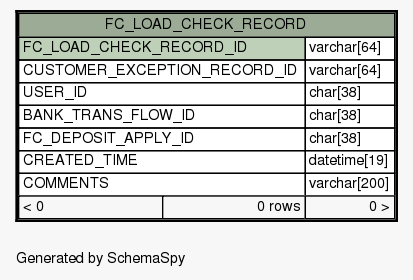 FC_LOAD_CHECK_RECORD
FC_LOAD_CHECK_RECORD_ID varchar[64]
CUSTOMER_EXCEPTION_RECORD_ID varchar[64]
USER_ID char[38]
BANK_TRANS_FLOW_ID char[38]
FC_DEPOSIT_APPLY_ID char[38]
CREATED_TIME datetime[19]
COMMENTS varchar[200]
< 0 0 rows 0 >
Generated by SchemaSpy